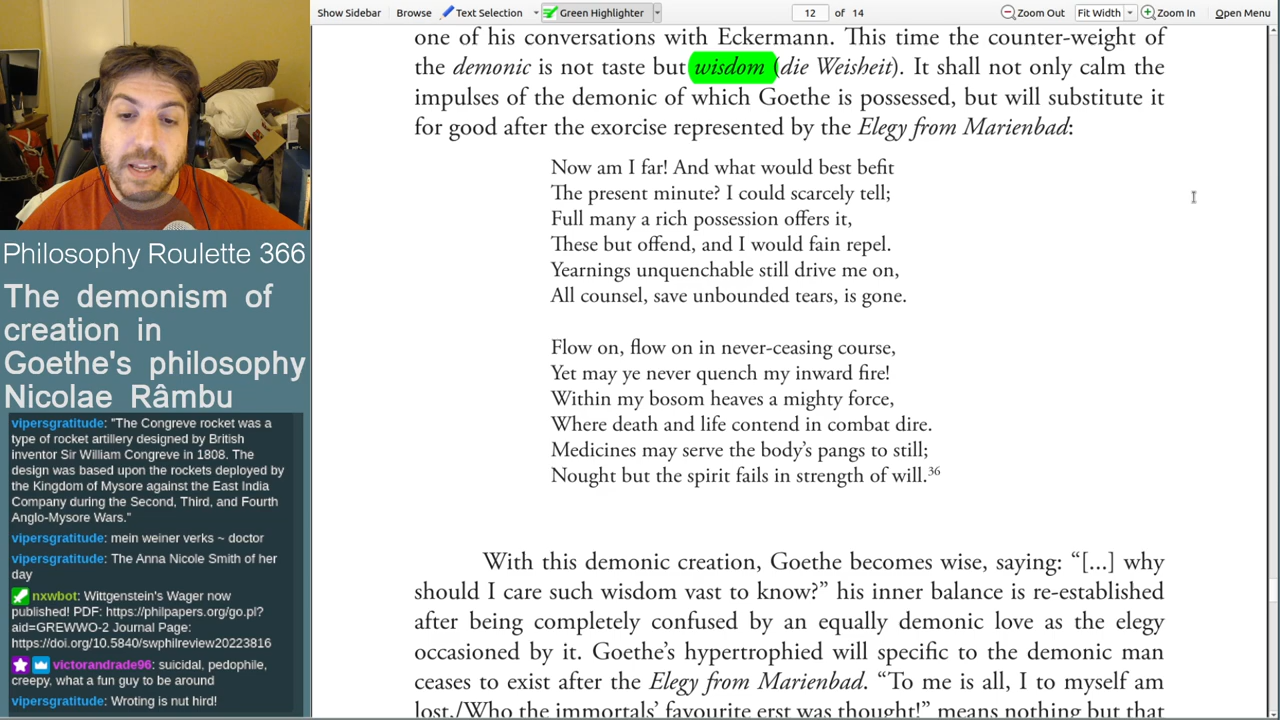 Show Sidebar Browse Text Selection Green Highlighter 12 of 14 Zoom Out Fit Width Zoom In Open Menu
one of his conversations with Eckermann. This time the counter-weight of
the demonic is not taste but wisdom (die Weisheit). It shall not only calm the
impulses of the demonic of which Goethe is possessed, but will substitute it
for good after the exorcise represented by the Elegy from Marienbad:
Now am I far! And what would best befit
The present minute? I could scarcely tell;
Full many a rich possession offers it,
These but offend, and I would fain repel.
Yearnings unquenchable still drive me on,
All counsel, save unbounded tears, is gone.
Flow on, flow on in never-ceasing course,
Yet may ye never quench my inward fire!
Within my bosom heaves a mighty force,
Where death and life contend in combat dire.
Medicines may serve the body's pangs to still;
Nought but the spirit fails in strength of will.36
With this demonic creation, Goethe becomes wise, saying: “[...] why
should I care such wisdom vast to know?” his inner balance is re-established
after being completely confused by an equally demonic love as the elegy
occasioned by it. Goethe's hypertrophied will specific to the demonic man
ceases to exist after the Elegy from Marienbad. “To me is all, I to myself am
lost,/Who the immortals' favourite erst was thought!” means nothing but that
Philosophy Roulette 366
The demonism of
creation in
Goethe's philosophy
Nicolae Râmbu
vipersgratitude: "The Congreve rocket was a
type of rocket artillery designed by British
inventor Sir William Congreve in 1808. The
design was based upon the rockets deployed by
the Kingdom of Mysore against the East India
Company during the Second, Third, and Fourth
Anglo-Mysore Wars."
vipersgratitude: mein weiner verks ~ doctor
vipersgratitude: The Anna Nicole Smith of her
day
nxwbot: Wittgenstein's Wager now
published! PDF: https://philpapers.org/go.pl?
aid=GREWWO-2 Journal Page:
https://doi.org/10.5840/swphilreview20223816
victorandrade96: suicidal, pedophile,
creepy, what a fun guy to be around
vipersgratitude: Wroting is nut hird!